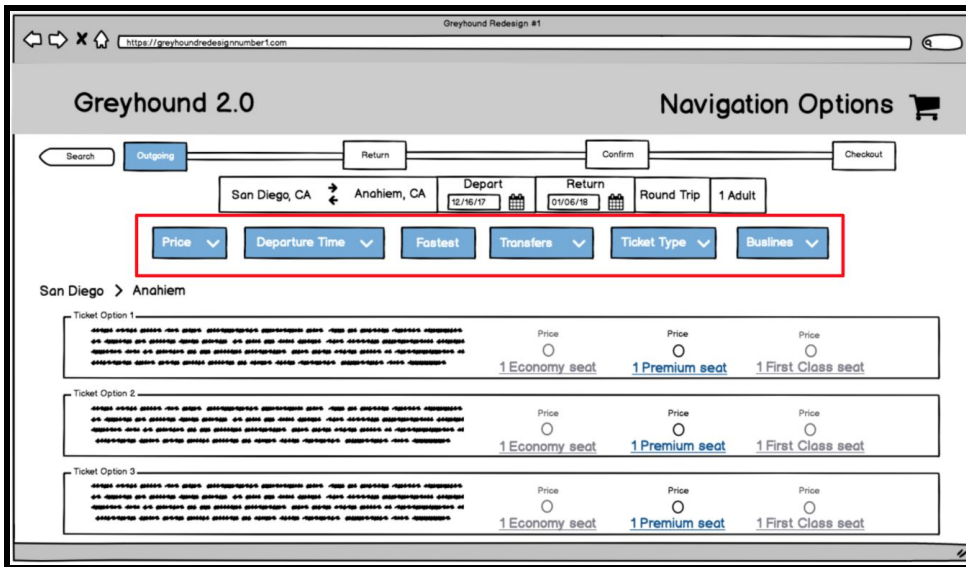 Greyhound Redesign #1
https://greyhoundredesignnumber1.com
Greyhound 2.0
Navigation Options
Search Outgoing Return Confirm Checkout
San Diego, CA Anahiem, CA Depart 12/16/17 Return 01/06/18 Round Trip 1 Adult
Price Departure Time Fastest Transfers Ticket Type Buslines
San Diego > Anahiem
Ticket Option 1
Price Price Price
1 Economy seat 1 Premium seat 1 First Class seat
Ticket Option 2
Price Price Price
1 Economy seat 1 Premium seat 1 First Class seat
Ticket Option 3
Price Price Price
1 Economy seat 1 Premium seat 1 First Class seat